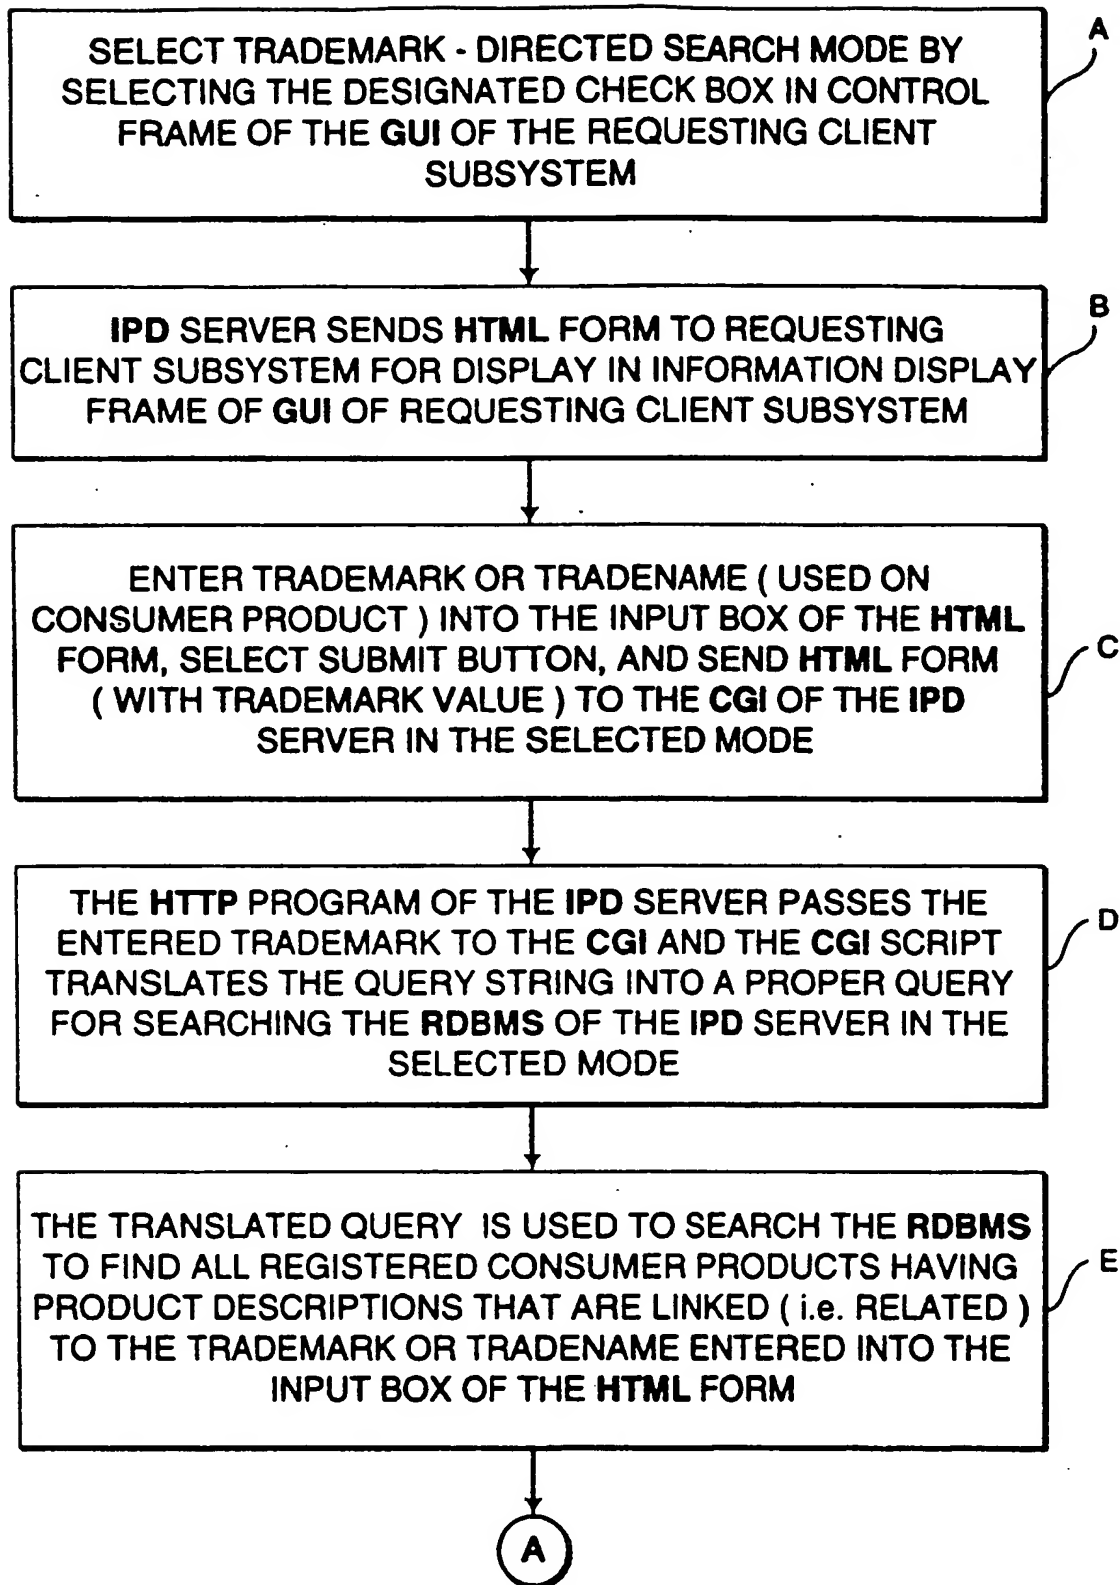 SELECT TRADEMARK - DIRECTED SEARCH MODE BY
SELECTING THE DESIGNATED CHECK BOX IN CONTROL
FRAME OF THE GUI OF THE REQUESTING CLIENT
SUBSYSTEM
A
IPD SERVER SENDS HTML FORM TO REQUESTING
CLIENT SUBSYSTEM FOR DISPLAY IN INFORMATION DISPLAY
FRAME OF GUI OF REQUESTING CLIENT SUBSYSTEM
B
ENTER TRADEMARK OR TRADENAME ( USED ON
CONSUMER PRODUCT ) INTO THE INPUT BOX OF THE HTML
FORM, SELECT SUBMIT BUTTON, AND SEND HTML FORM
( WITH TRADEMARK VALUE ) TO THE CGI OF THE IPD
SERVER IN THE SELECTED MODE
C
THE HTTP PROGRAM OF THE IPD SERVER PASSES THE
ENTERED TRADEMARK TO THE CGI AND THE CGI SCRIPT
TRANSLATES THE QUERY STRING INTO A PROPER QUERY
FOR SEARCHING THE RDBMS OF THE IPD SERVER IN THE
SELECTED MODE
D
THE TRANSLATED QUERY IS USED TO SEARCH THE RDBMS
TO FIND ALL REGISTERED CONSUMER PRODUCTS HAVING
PRODUCT DESCRIPTIONS THAT ARE LINKED ( i.e. RELATED )
TO THE TRADEMARK OR TRADENAME ENTERED INTO THE
INPUT BOX OF THE HTML FORM
E
A